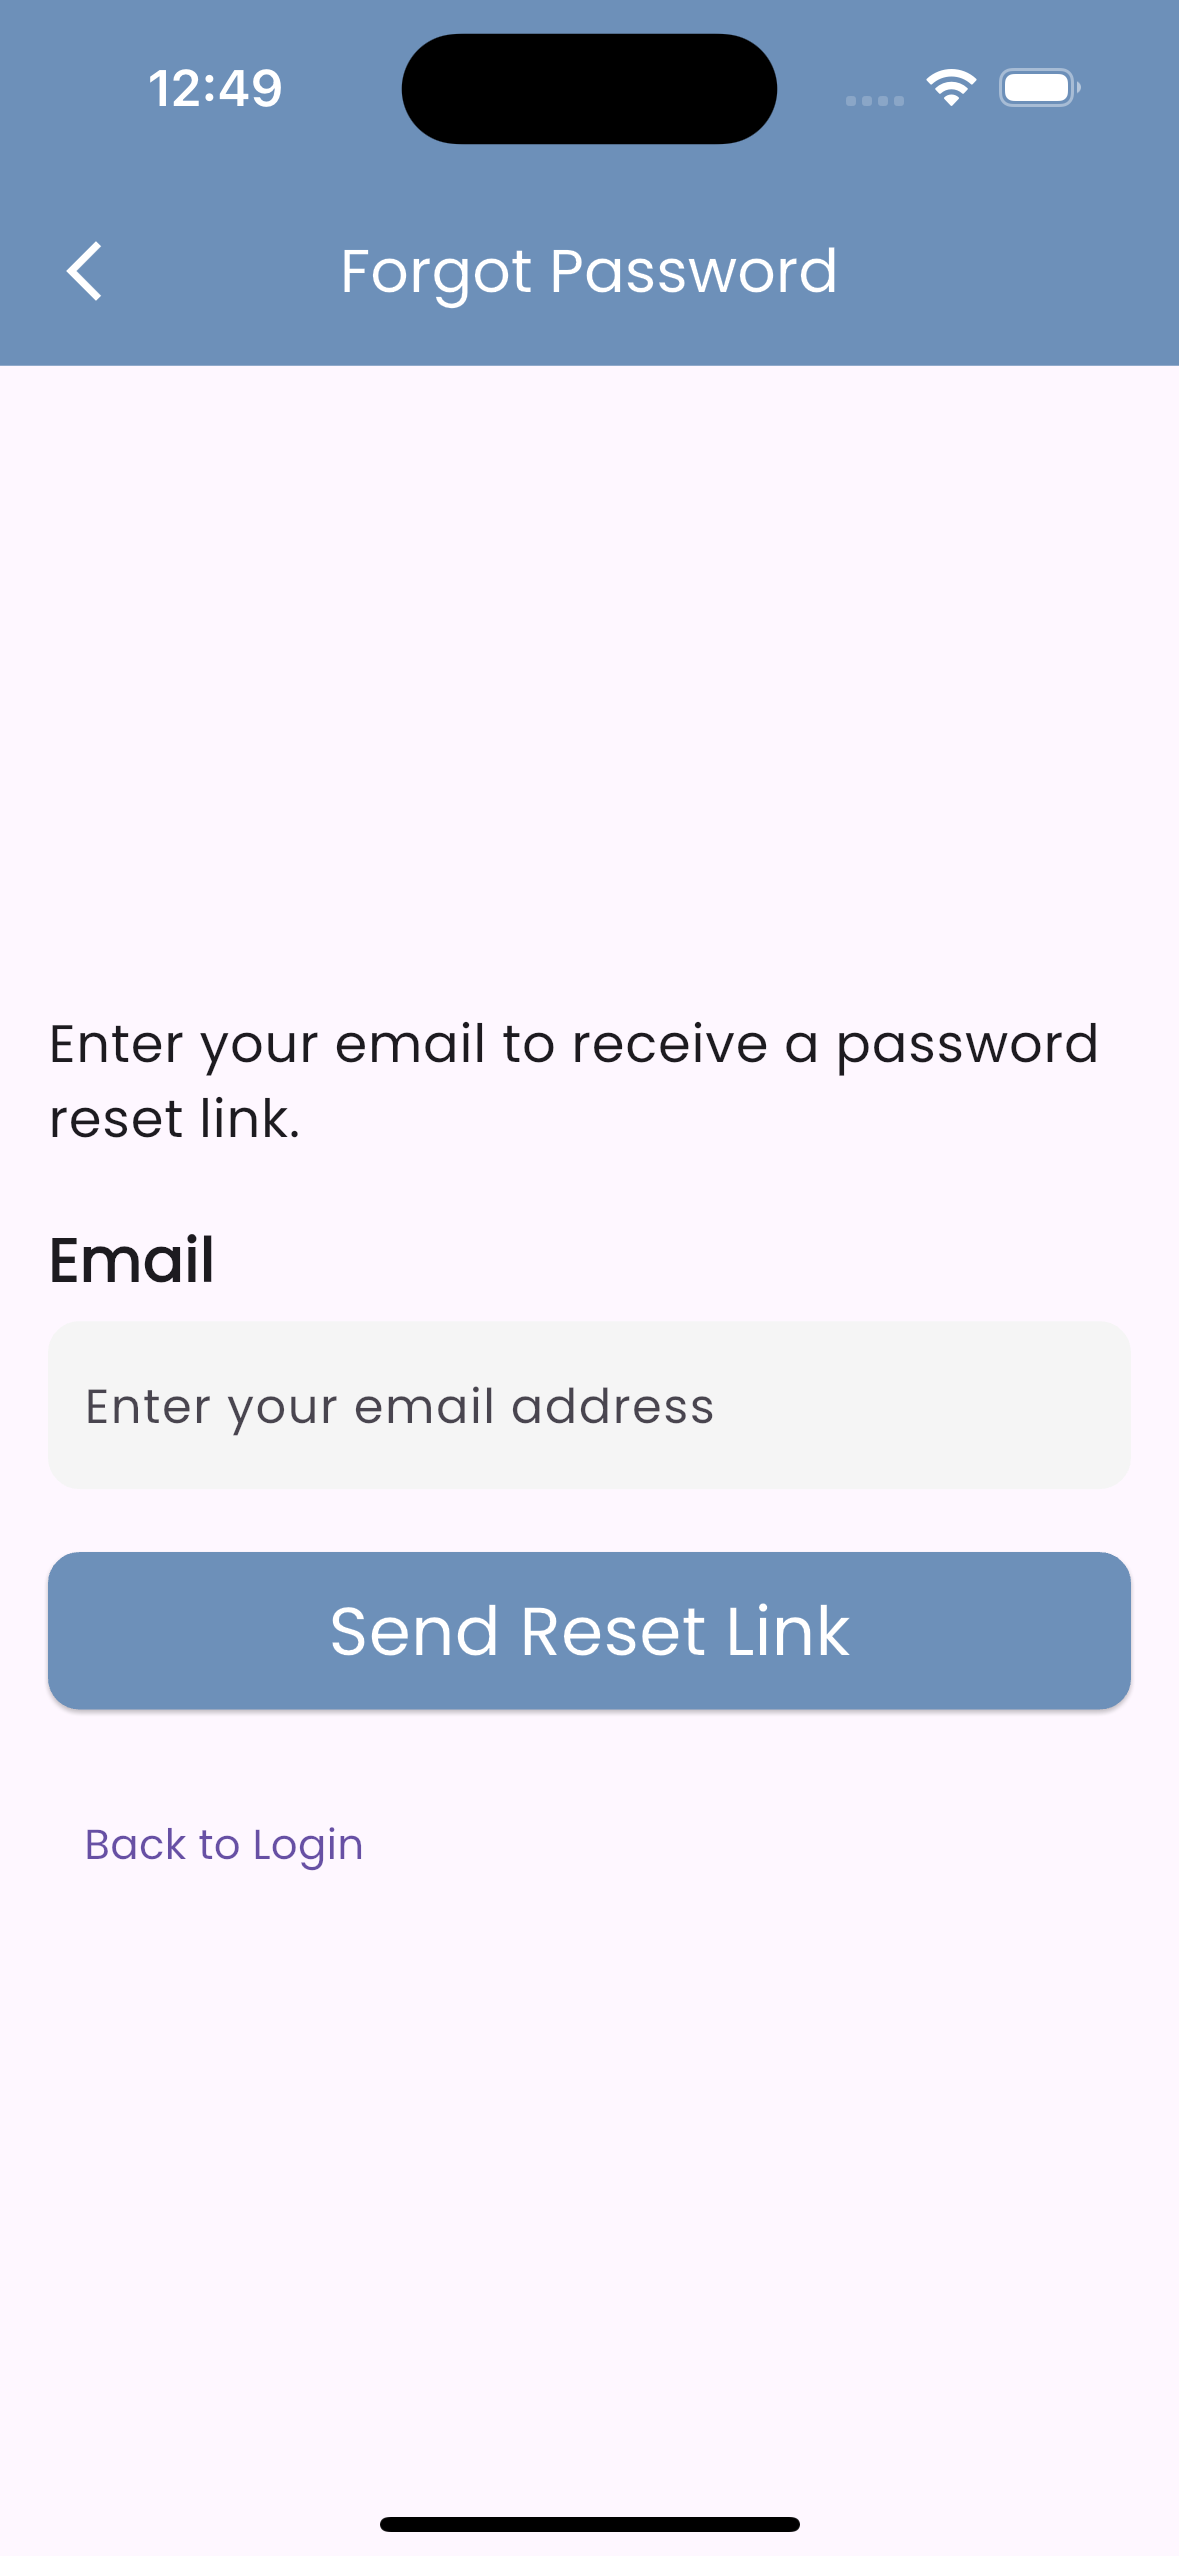 12:49
Forgot Password
Enter your email to receive a password
reset link.
Email
Enter your email address
Send Reset Link
Back to Login